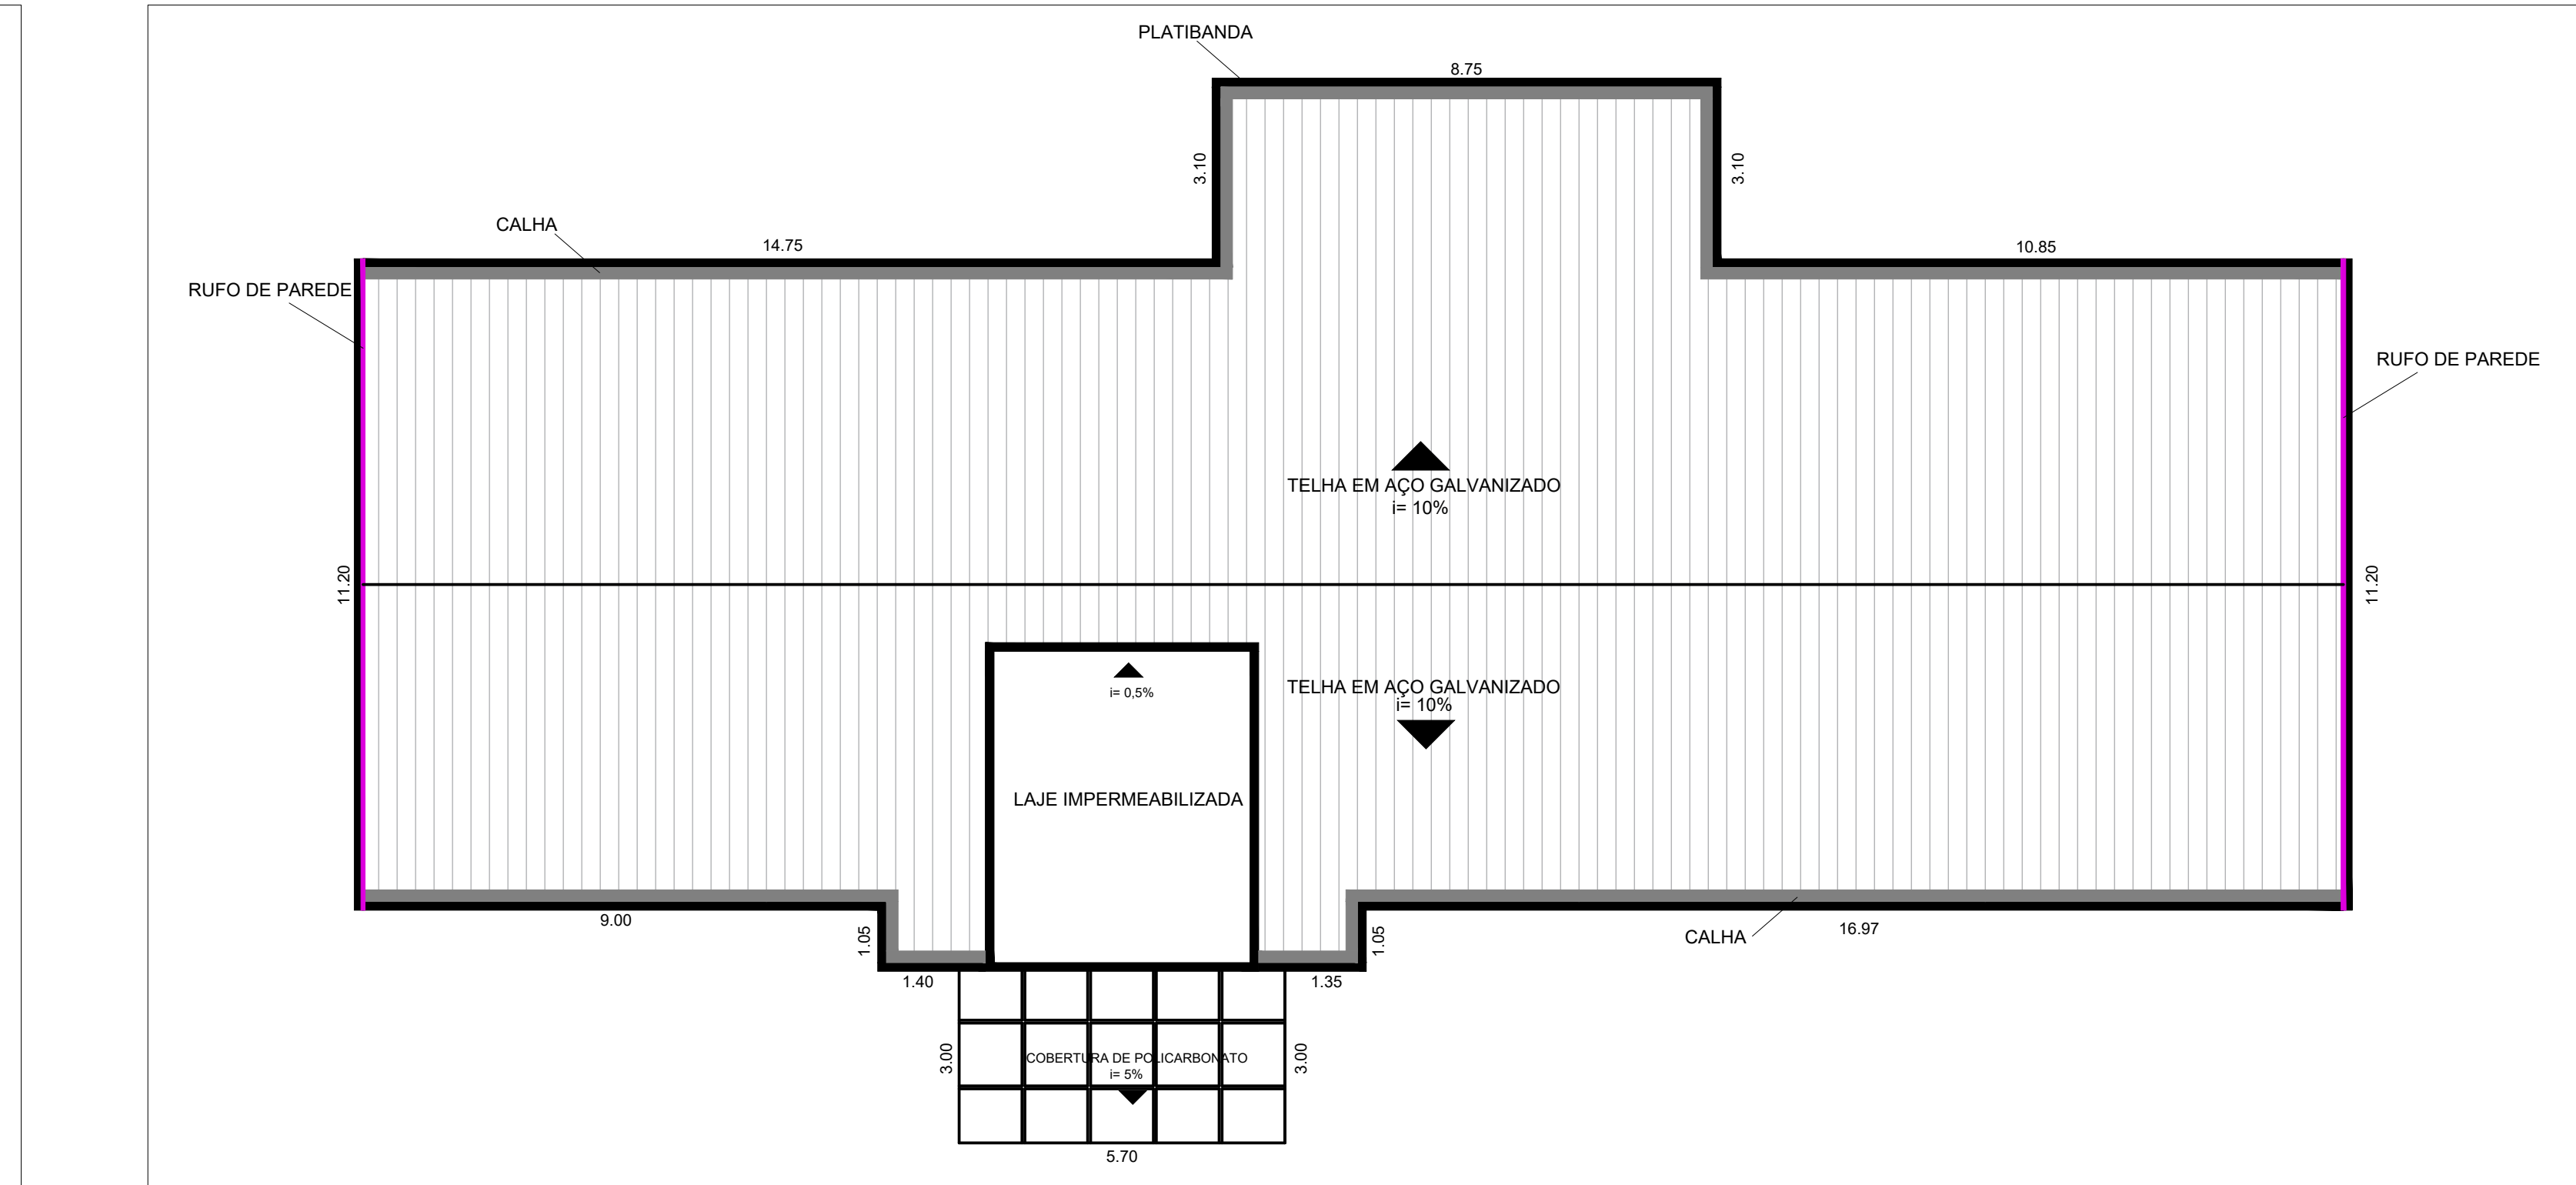 PLATIBANDA
8.75
3.10
3.10
CALHA
14.75
10.85
RUFO DE PAREDE
RUFO DE PAREDE
TELHA EM AÇO GALVANIZADO
i= 10%
11.20
11.20
TELHA EM AÇO GALVANIZADO
i= 10%
i= 0,5%
LAJE IMPERMEABILIZADA
9.00
1.05
1.05
CALHA
16.97
1.40
1.35
3.00
COBERTURA DE POLICARBONATO
i= 5%
3.00
5.70